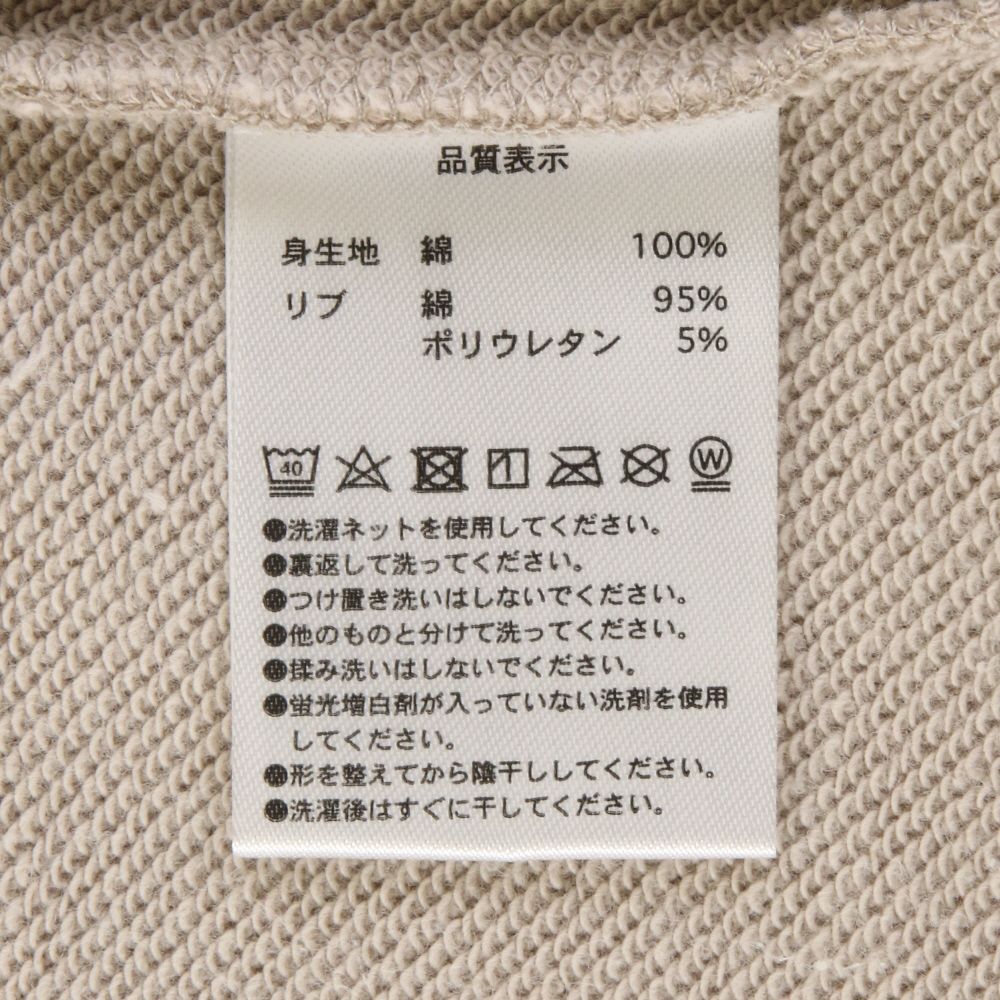 品質表示
身生地 綿 100%
リブ 綿 95%
ポリウレタン 5%
40 W
●洗濯ネットを使用してください。
●裏返して洗ってください。
●つけ置き洗いはしないでください。
●他のものと分けて洗ってください。
●揉み洗いはしないでください。
●蛍光増白剤が入っていない洗剤を使用
してください。
●形を整えてから陰干ししてください。
●洗濯後はすぐに干してください。